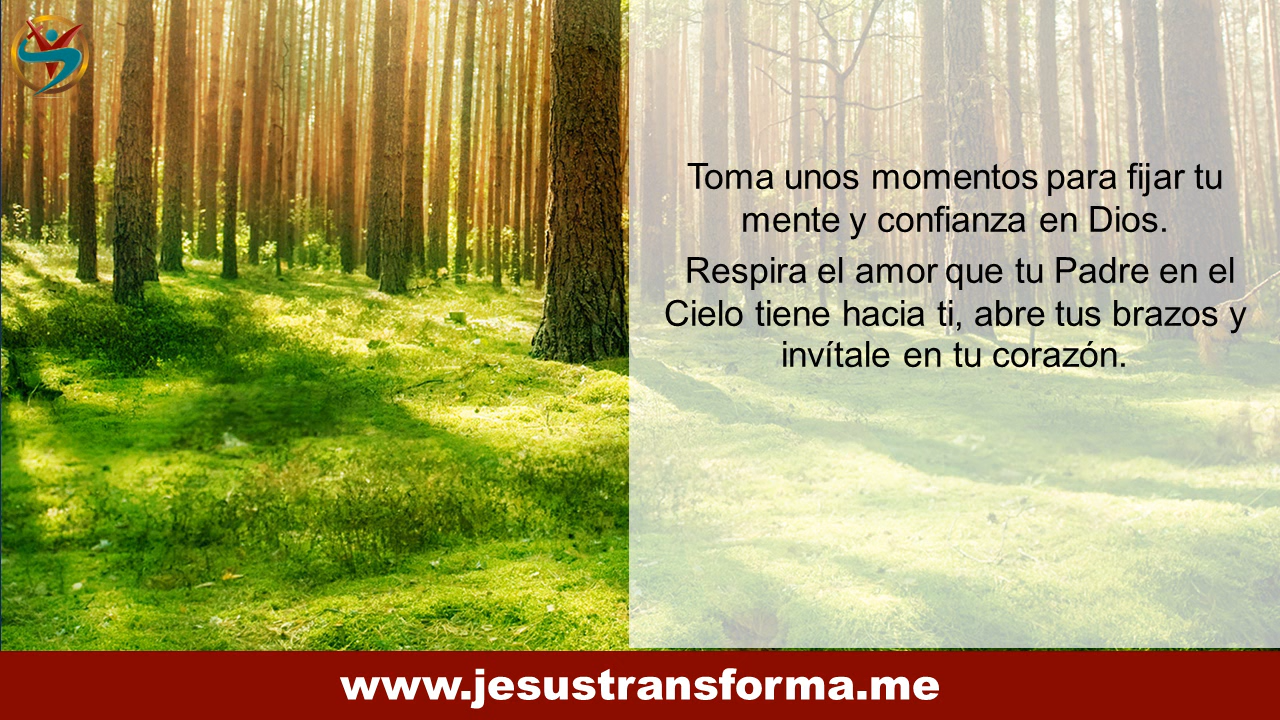 Toma unos momentos para fijar tu
mente y confianza en Dios.
Respira el amor que tu Padre en el
Cielo tiene hacia ti, abre tus brazos y
invítale en tu corazón.
www.jesustransforma.me